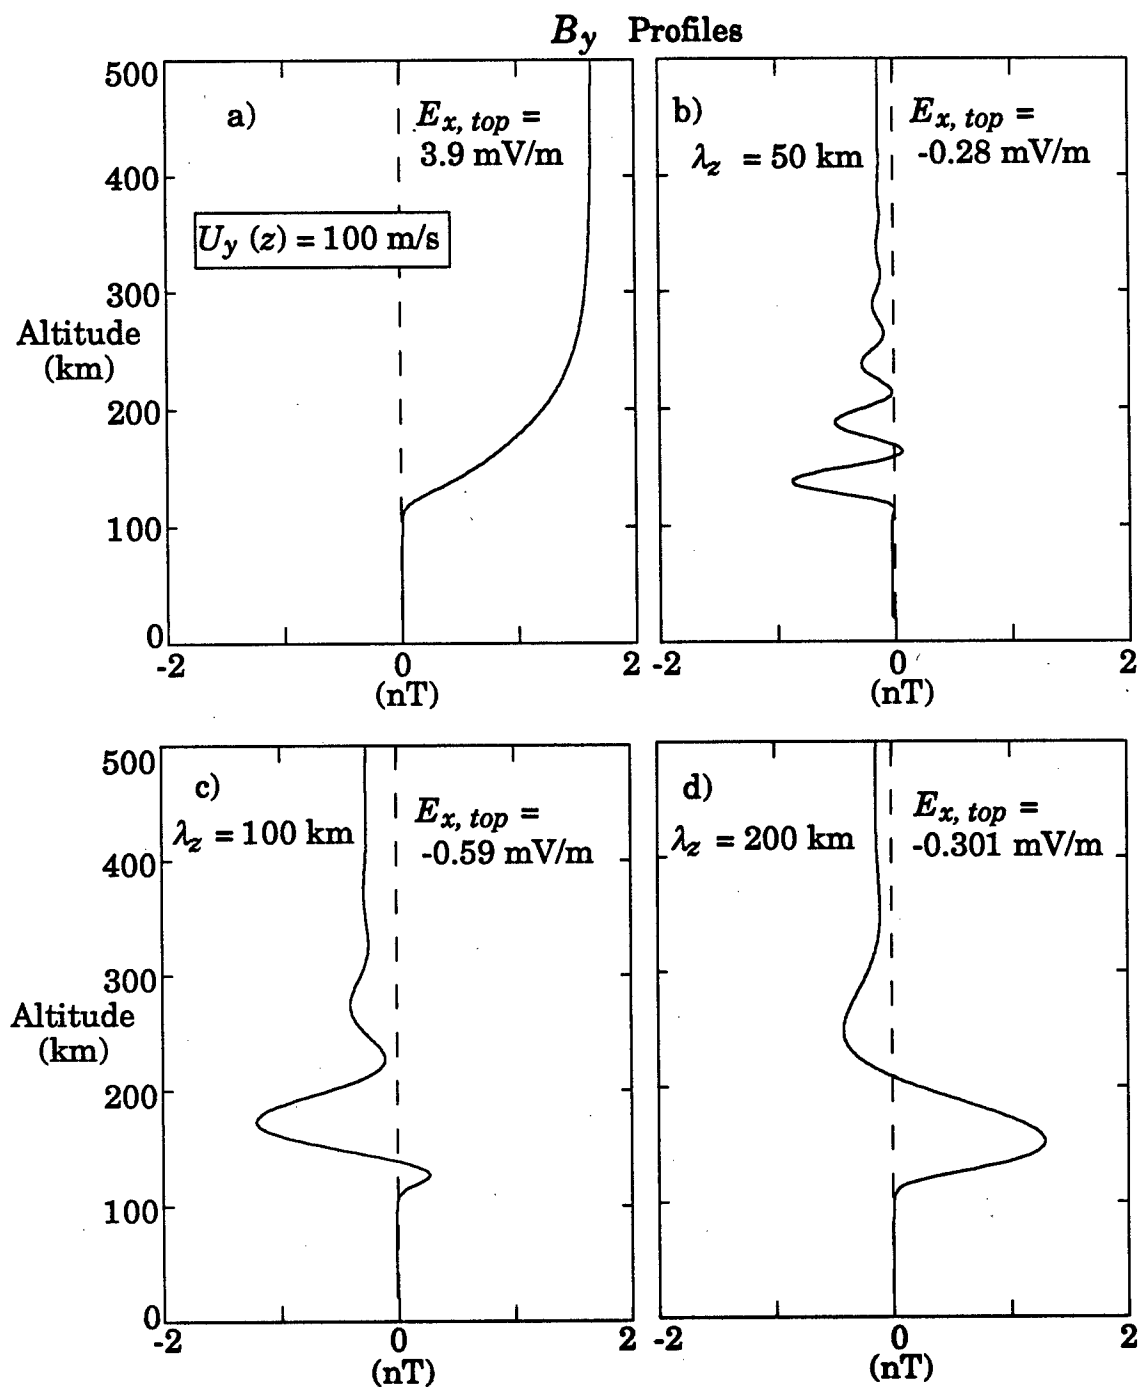 B_y Profiles
500
400
300
200
100
0
Altitude
(km)
a)
E_x, top =
3.9 mV/m
U_y (z) = 100 m/s
-2
0
2
(nT)
b)
λ_z = 50 km
E_x, top =
-0.28 mV/m
-2
0
2
(nT)
500
400
300
200
100
0
Altitude
(km)
c)
λ_z = 100 km
E_x, top =
-0.59 mV/m
-2
0
2
(nT)
d)
λ_z = 200 km
E_x, top =
-0.301 mV/m
-2
0
2
(nT)